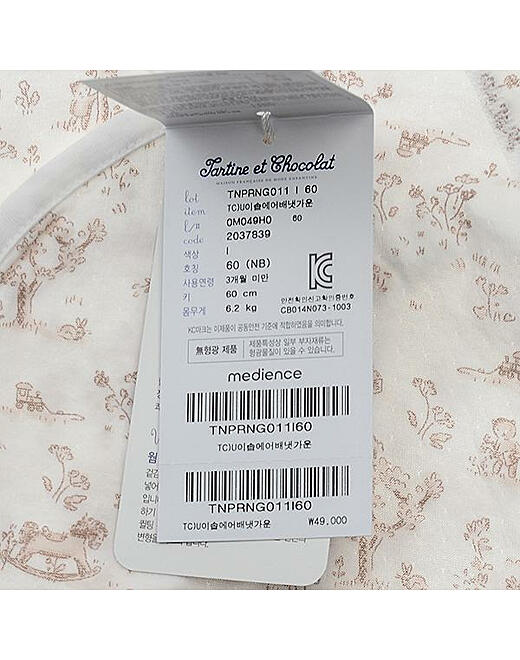 Tartine et Chocolat
MAISON FRANÇAISE DE MODE ENFANTINE
lot TNPRNG011 I 60
item TC)U이솝에어배냇가운
l/# 0M049H0 60
code 2037839
색상 I
호칭 60 (NB)
사용연령 3개월 미만
키 60 cm
몸무게 6.2 kg
안전확인신고확인증번호
CB014N073-1003
KC마크는 이제품이 공통안전 기준에 적합하였음을 의미합니다.
無형광 제품
제품특성상 일부 부자재류는
형광물질이 있을 수 있습니다.
medience
TNPRNG011I60
TC)U이솝에어배냇가운
TNPRNG011I60
TC)U이솝에어배냇가운 ₩49,000